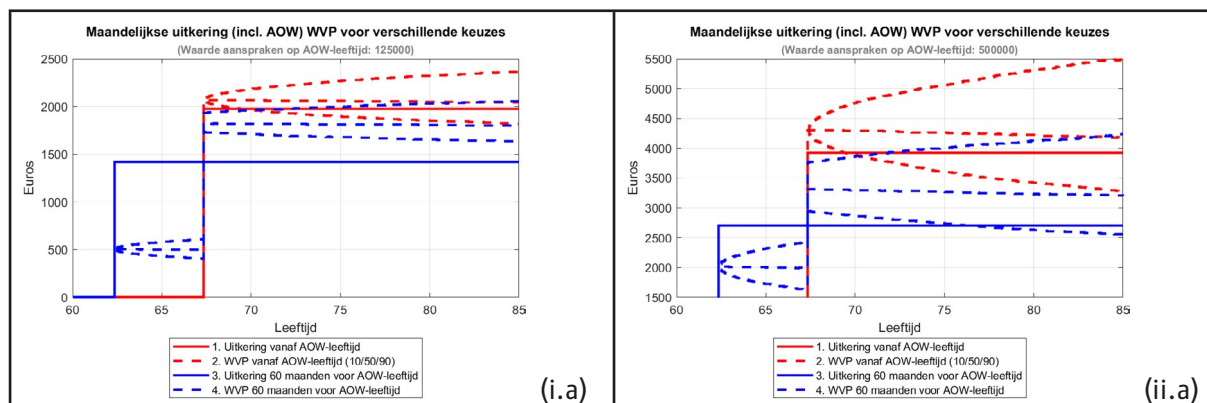 Maandelijkse uitkering (incl. AOW) WVP voor verschillende keuzes
(Waarde aanspraken op AOW-leeftijd: 125000)
2500
2000
1500
1000
500
0
Euros
60
65
70
75
80
85
Leeftijd
1. Uitkering vanaf AOW-leeftijd
2. WVP vanaf AOW-leeftijd (10/50/90)
3. Uitkering 60 maanden voor AOW-leeftijd
4. WVP 60 maanden voor AOW-leeftijd
(i.a)
Maandelijkse uitkering (incl. AOW) WVP voor verschillende keuzes
(Waarde aanspraken op AOW-leeftijd: 500000)
5500
5000
4500
4000
3500
3000
2500
2000
1500
Euros
60
65
70
75
80
85
Leeftijd
1. Uitkering vanaf AOW-leeftijd
2. WVP vanaf AOW-leeftijd (10/50/90)
3. Uitkering 60 maanden voor AOW-leeftijd
4. WVP 60 maanden voor AOW-leeftijd
(ii.a)